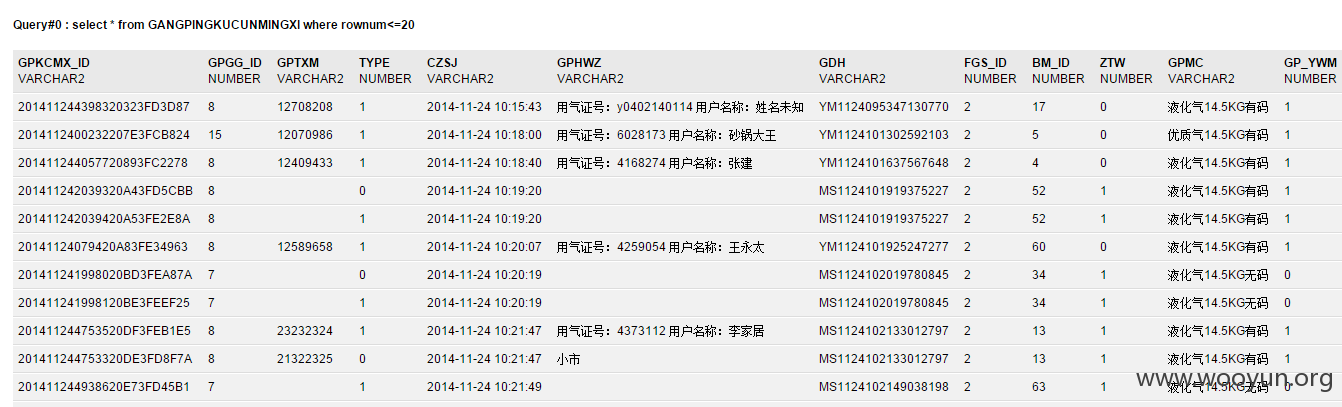 Query#0 : select * from GANGPINGKUCUNMINGXI where rownum<=20
GPKCMX_ID GPGG_ID GPTXM TYPE CZSJ GPHWZ GDH FGS_ID BM_ID ZTW GPMC GP_YWM
VARCHAR2 NUMBER VARCHAR2 NUMBER VARCHAR2 VARCHAR2 VARCHAR2 NUMBER NUMBER NUMBER VARCHAR2 NUMBER
201411244398320323FD3D87 8 12708208 1 2014-11-24 10:15:43 用气证号：y0402140114 用户名称：姓名未知 YM1124095347130770 2 17 0 液化气14.5KG有码 1
2014112400232207E3FCB824 15 12070986 1 2014-11-24 10:18:00 用气证号：6028173 用户名称：砂锅大王 YM1124101302592103 2 5 0 优质气14.5KG有码 1
201411244057720893FC2278 8 12409433 1 2014-11-24 10:18:40 用气证号：4168274 用户名称：张建 YM1124101637567648 2 4 0 液化气14.5KG有码 1
201411242039320A43FD5CBB 8 0 2014-11-24 10:19:20 MS1124101919375227 2 52 1 液化气14.5KG有码 1
201411242039420A53FE2E8A 8 1 2014-11-24 10:19:20 MS1124101919375227 2 52 1 液化气14.5KG有码 1
201411240794​20A83FE34963 8 12589658 1 2014-11-24 10:20:07 用气证号：4259054 用户名称：王永太 YM1124101925247277 2 60 0 液化气14.5KG有码 1
201411241998020BD3FEA87A 7 0 2014-11-24 10:20:19 MS1124102019780845 2 34 1 液化气14.5KG无码 0
201411241998120BE3FEEF25 7 1 2014-11-24 10:20:19 MS1124102019780845 2 34 1 液化气14.5KG无码 0
201411244753520DF3FEB1E5 8 23232324 1 2014-11-24 10:21:47 用气证号：4373112 用户名称：李家居 MS1124102133012797 2 13 1 液化气14.5KG有码 1
201411244753320DE3FD8F7A 8 21322325 0 2014-11-24 10:21:47 小市 MS1124102133012797 2 13 1 液化气14.5KG有码 1
201411244938620E73FD45B1 7 1 2014-11-24 10:21:49 MS1124102149038198 2 63 1 液化气14.5KG无码 0
www.wooyun.org